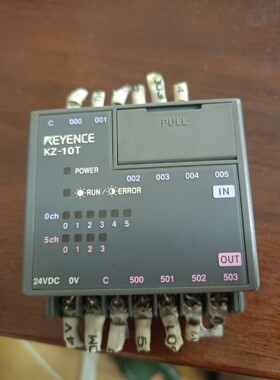 C 000 001
PULL
KEYENCE
KZ-10T
POWER
002 003 004 005
RUN/ ERROR
IN
0ch
0 1 2 3 4 5
5ch
0 1 2 3
OUT
24VDC 0V C 500 501 502 503